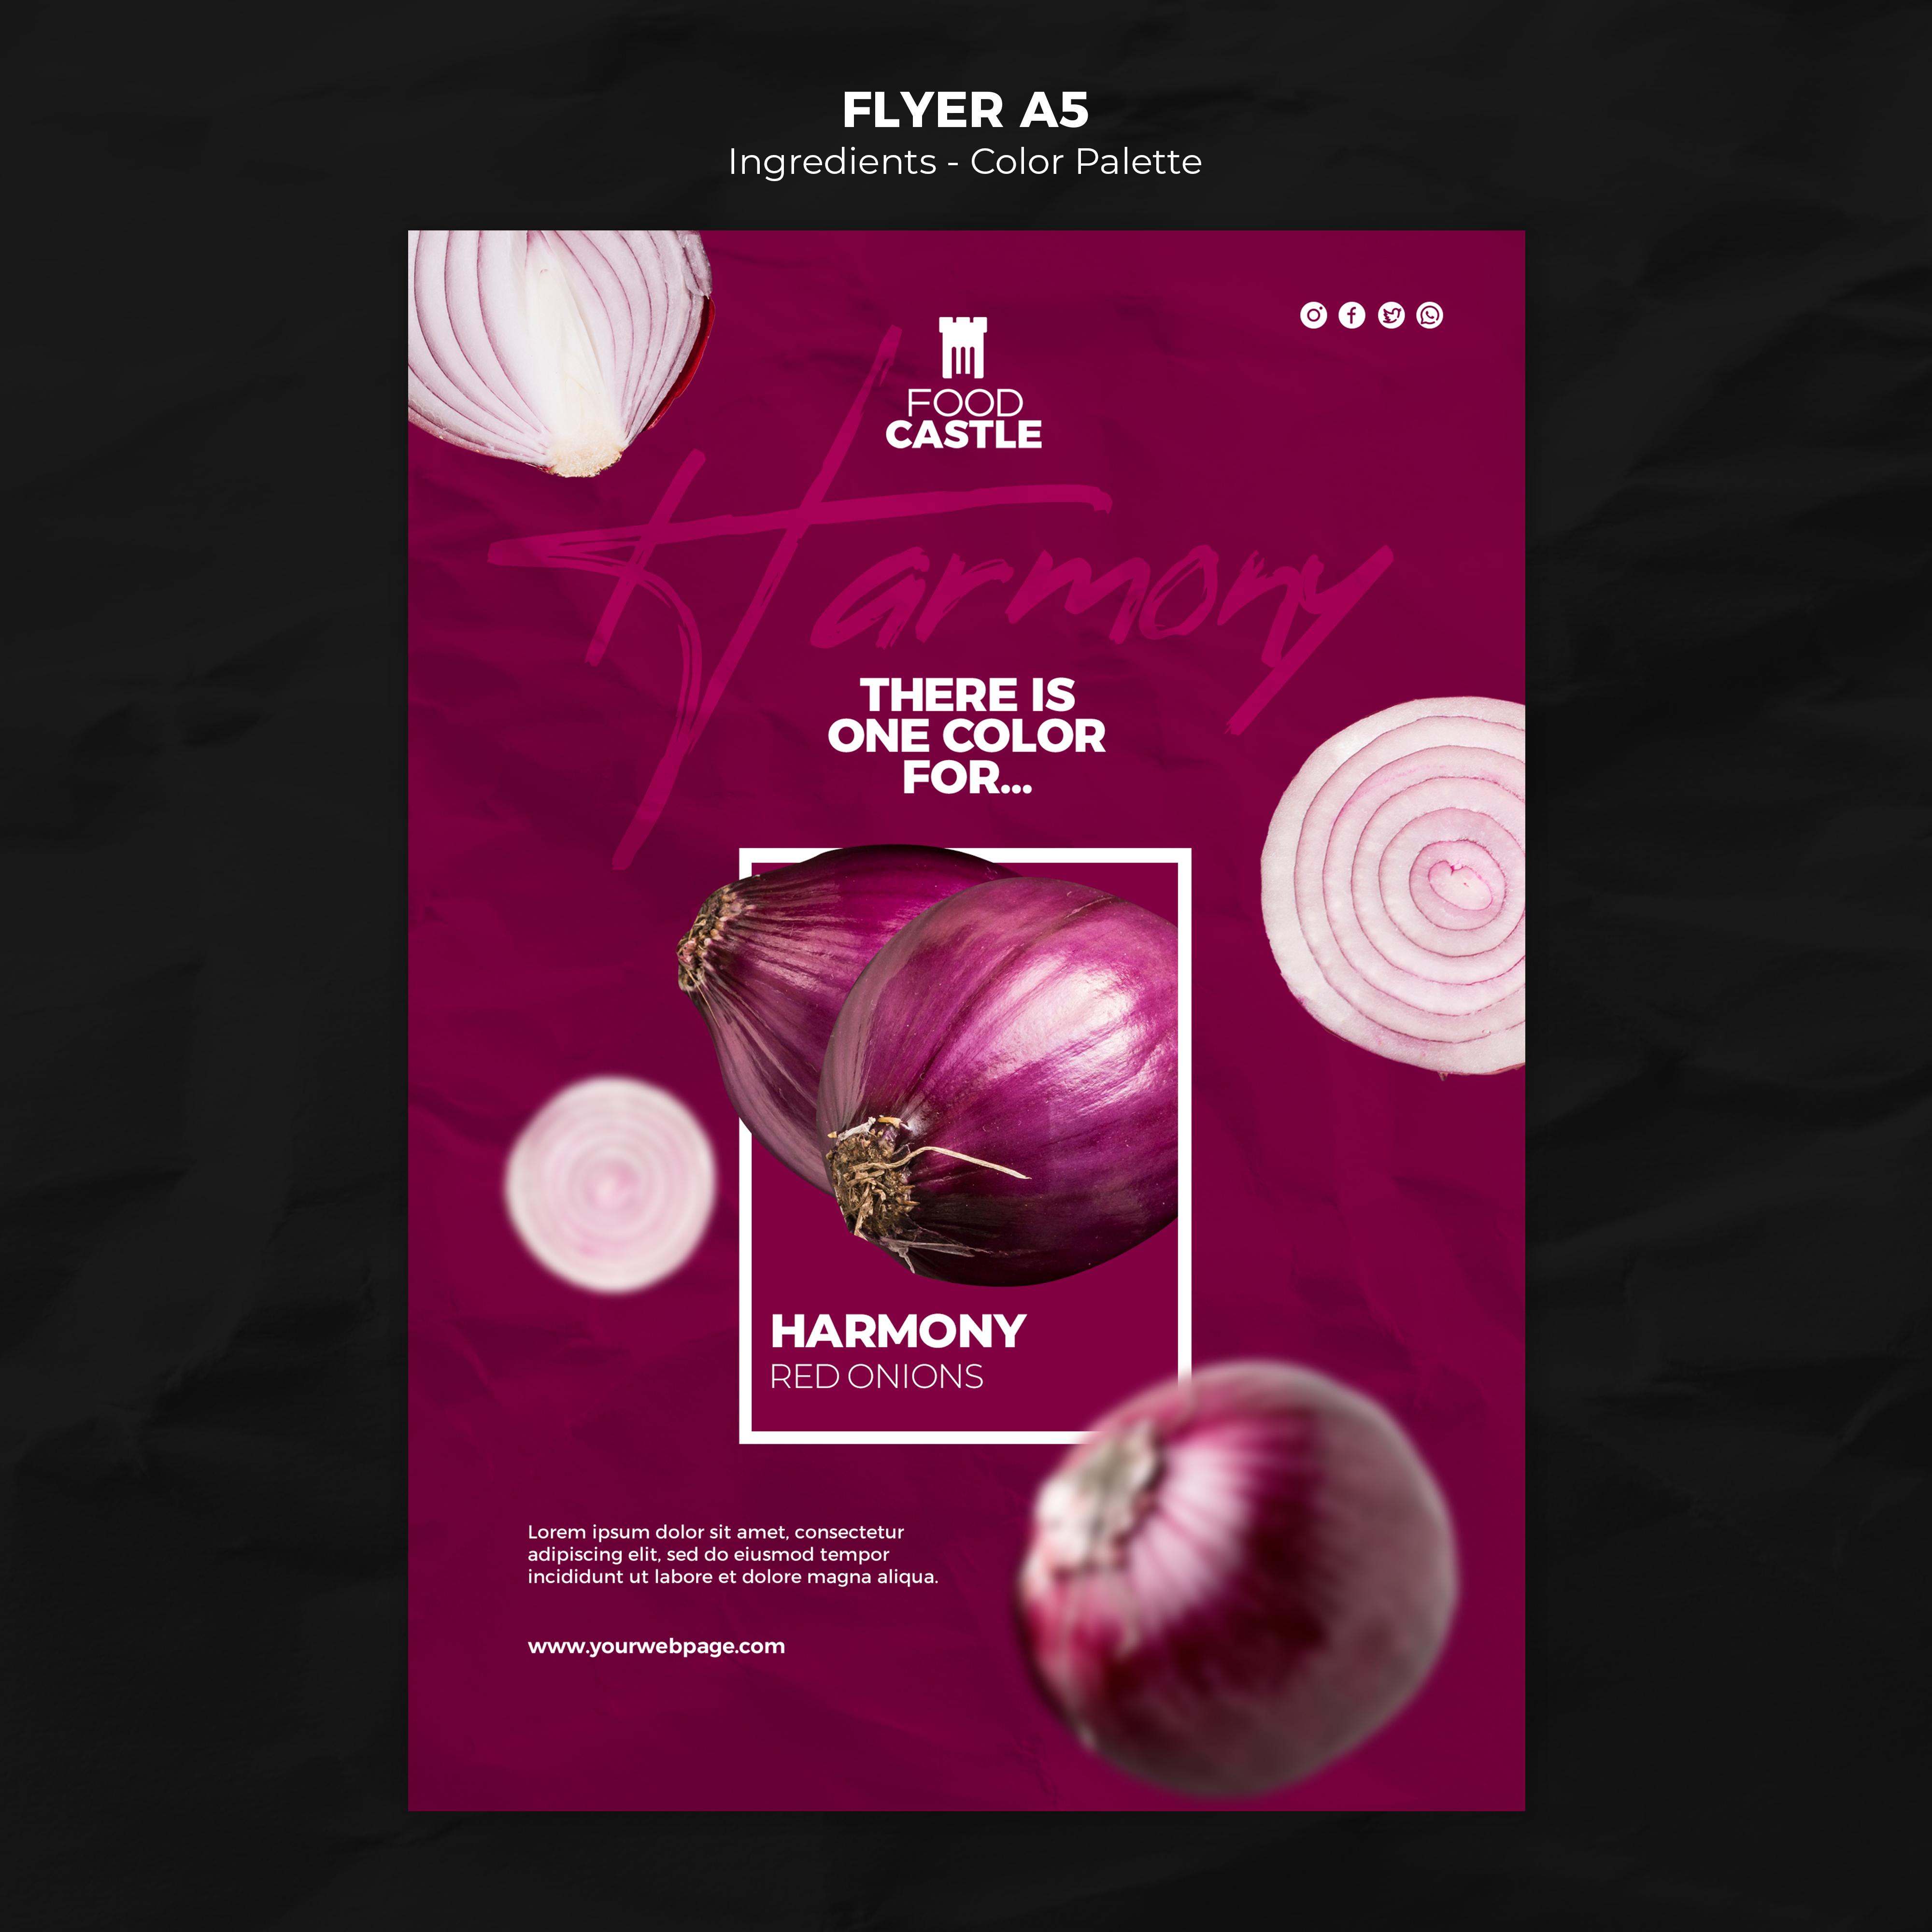 FLYER A5
Ingredients - Color Palette
FOOD
CASTLE
Harmony
THERE IS
ONE COLOR
FOR...
HARMONY
RED ONIONS
Lorem ipsum dolor sit amet, consectetur
adipiscing elit, sed do eiusmod tempor
incididunt ut labore et dolore magna aliqua.
www.yourwebpage.com